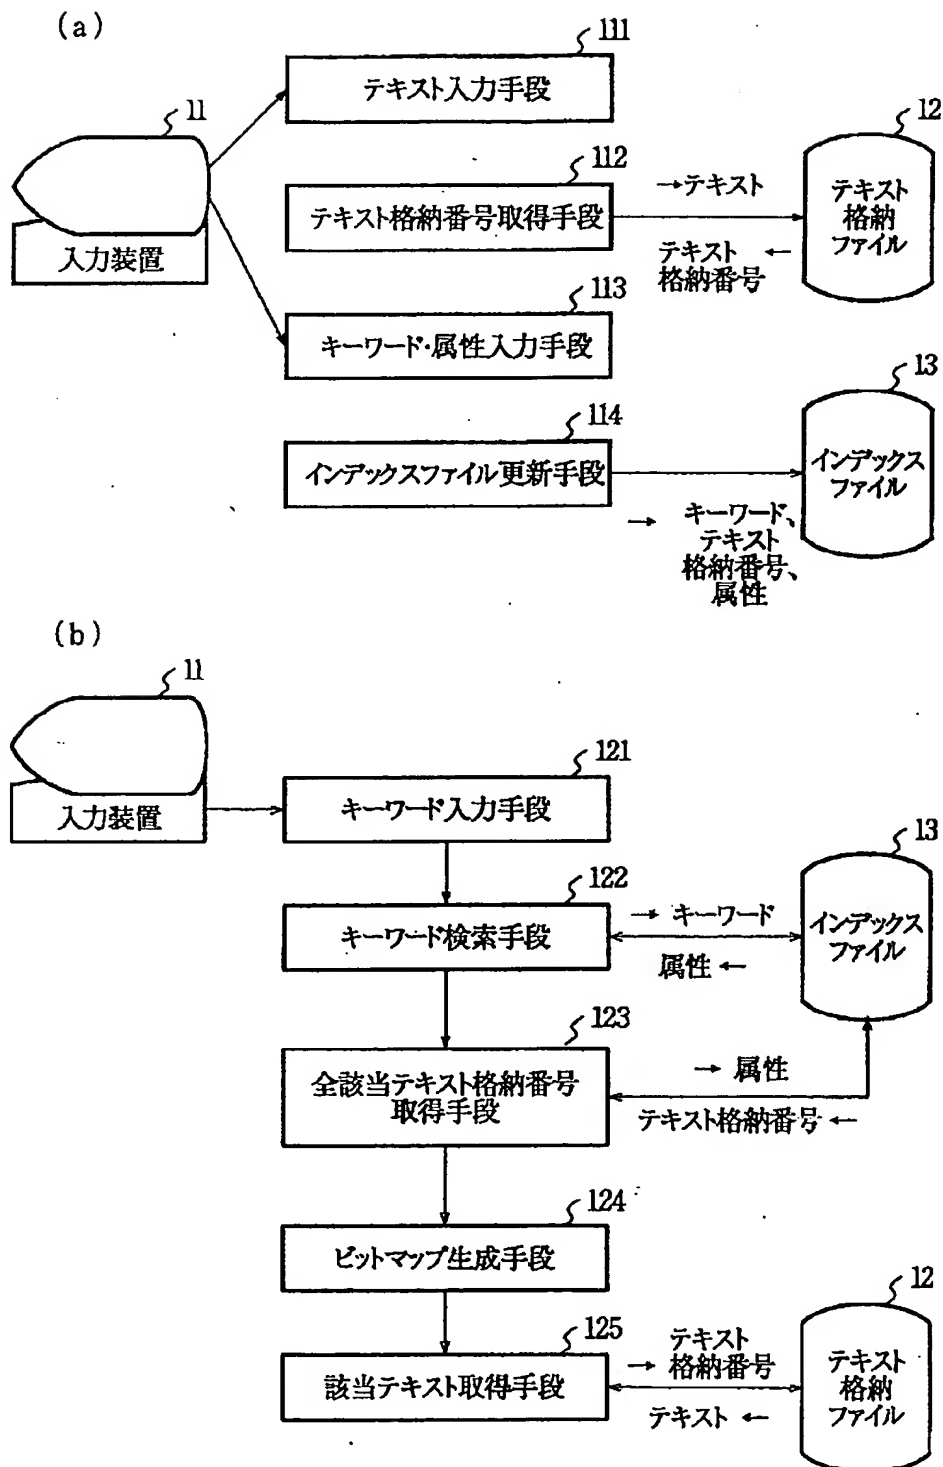 (a)
111
テキスト入力手段
11
入力装置
112
テキスト格納番号取得手段
→テキスト
テキスト ←
格納番号
12
テキスト
格納
ファイル
113
キーワード・属性入力手段
114
インデックスファイル更新手段
→ キーワード、
テキスト
格納番号、
属性
13
インデックス
ファイル
(b)
11
入力装置
121
キーワード入力手段
122
キーワード検索手段
→ キーワード
属性 ←
13
インデックス
ファイル
123
全該当テキスト格納番号
取得手段
→ 属性
テキスト格納番号 ←
124
ビットマップ生成手段
125
該当テキスト取得手段
テキスト
→ 格納番号
テキスト ←
12
テキスト
格納
ファイル